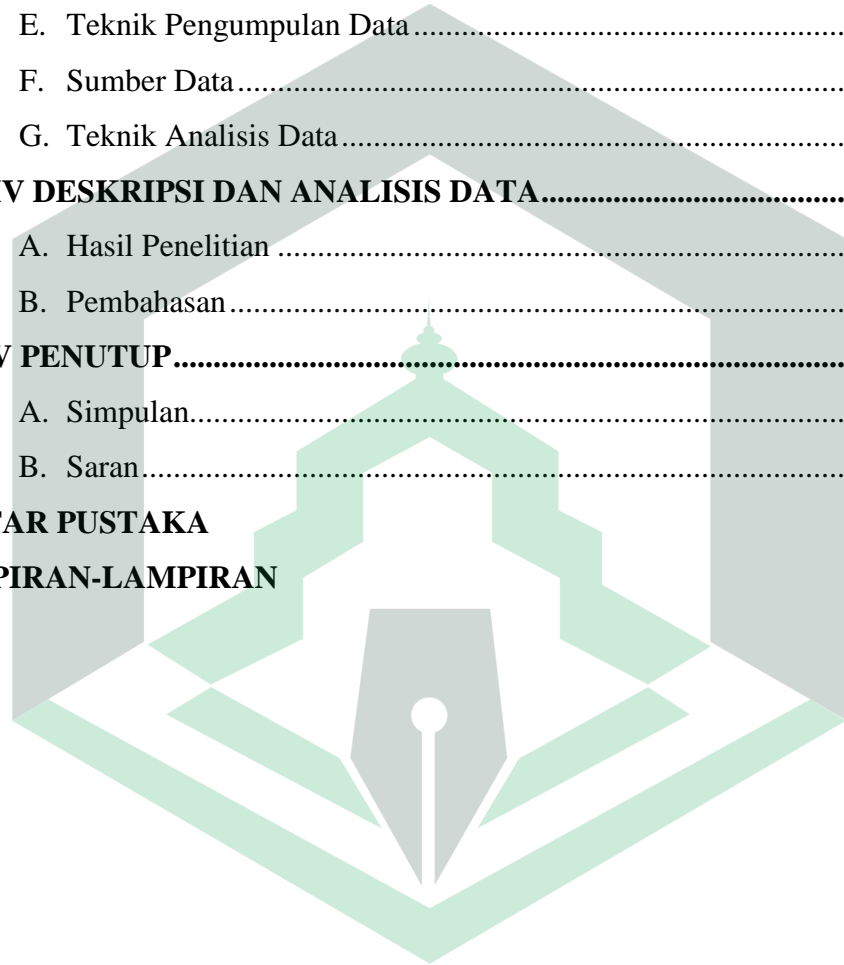 E. Teknik Pengumpulan Data..........................................................
F. Sumber Data...................................................................................
G. Teknik Analisis Data.....................................................................
V DESKRIPSI DAN ANALISIS DATA.....................................
A. Hasil Penelitian .............................................................................
B. Pembahasan....................................................................................
PENUTUP.........................................................................................
A. Simpulan.........................................................................................
B. Saran................................................................................................
AR PUSTAKA
PIRAN-LAMPIRAN